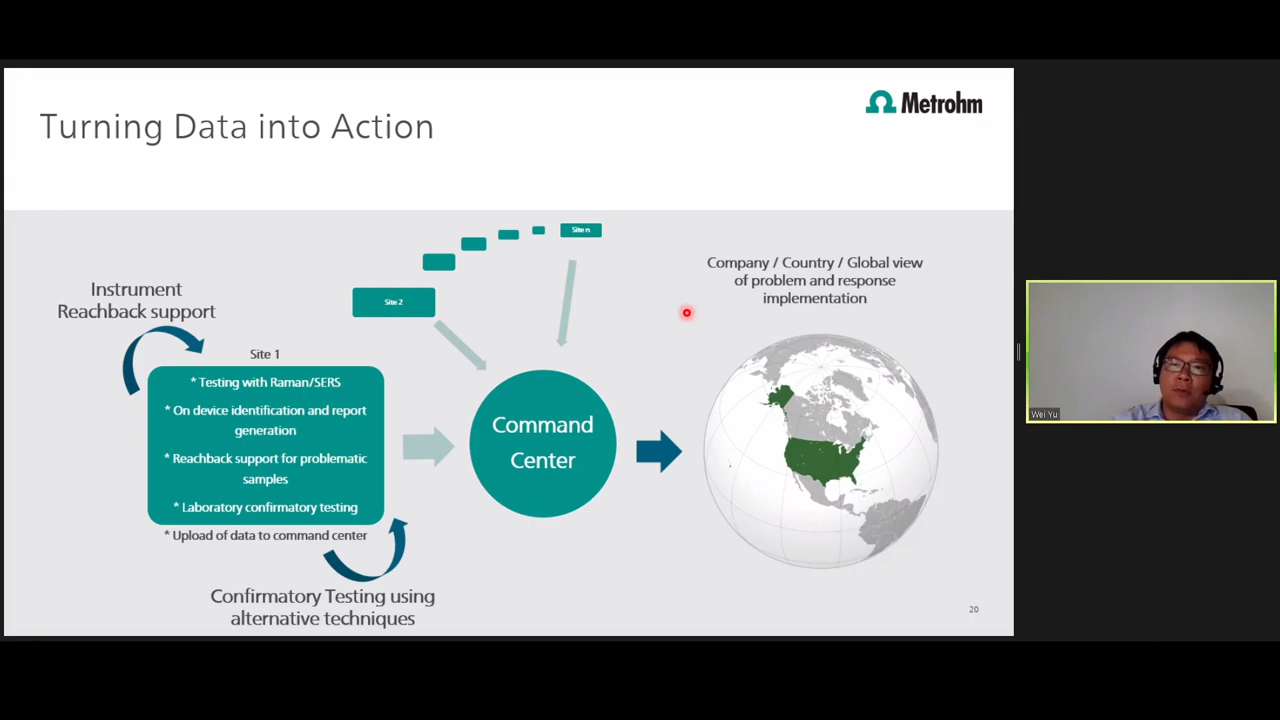 Turning Data into Action
Metrohm
Site n
Site 2
Company / Country / Global view
of problem and response
implementation
Instrument
Reachback support
Site 1
* Testing with Raman/SERS
* On device identification and report
generation
* Reachback support for problematic
samples
* Laboratory confirmatory testing
* Upload of data to command center
Command
Center
Confirmatory Testing using
alternative techniques
20
Wei Yu